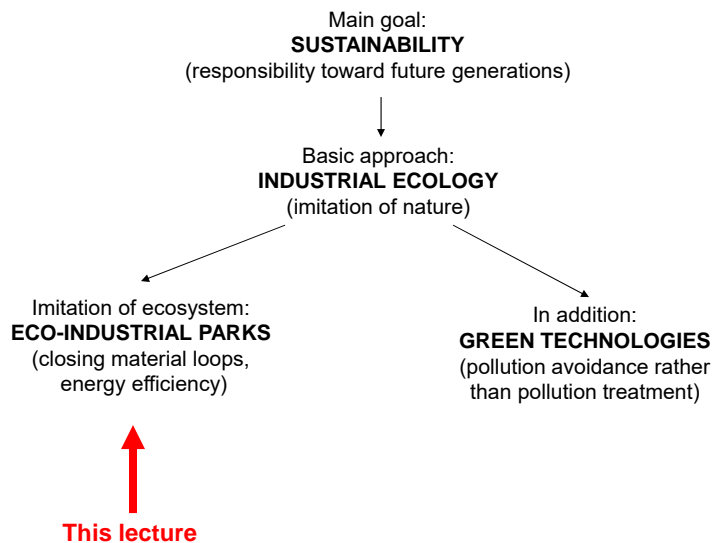 Main goal:
SUSTAINABILITY
(responsibility toward future generations)
Basic approach:
INDUSTRIAL ECOLOGY
(imitation of nature)
Imitation of ecosystem:
ECO-INDUSTRIAL PARKS
(closing material loops,
energy efficiency)
In addition:
GREEN TECHNOLOGIES
(pollution avoidance rather
than pollution treatment)
This lecture